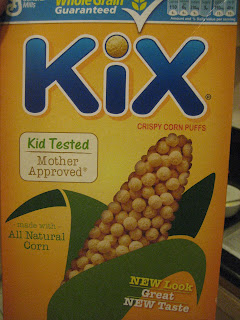 MILLS
Whole Grain
Guaranteed
KiX
®
CRISPY CORN PUFFS
Kid Tested
Mother
Approved*
made with
All Natural
Corn
NEW Look
Great
NEW Taste